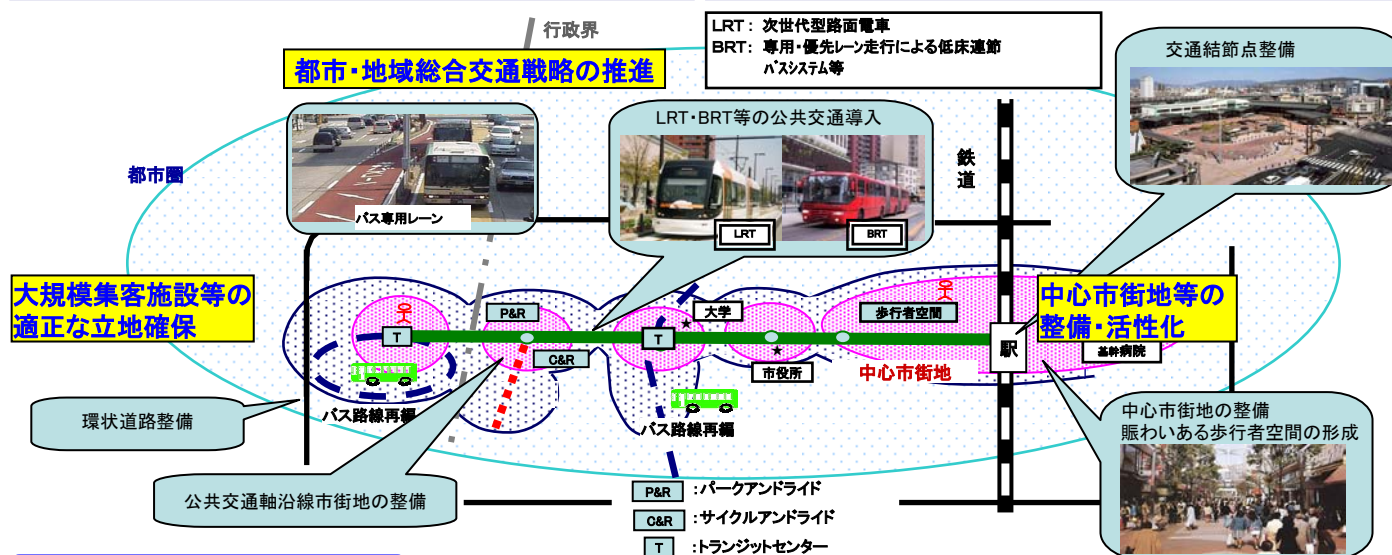 行政界
LRT： 次世代型路面電車
BRT： 専用・優先レーン走行による低床連節
バスシステム等
都市・地域総合交通戦略の推進
交通結節点整備
LRT・BRT等の公共交通導入
LRT
BRT
バス専用レーン
鉄道
都市圏
大規模集客施設等の
適正な立地確保
中心市街地等の
整備・活性化
P&R
大学
歩行者空間
T
T
駅
C&R
市役所
中心市街地
基幹病院
バス路線再編
バス路線再編
環状道路整備
中心市街地の整備
賑わいある歩行者空間の形成
公共交通軸沿線市街地の整備
P&R ：パークアンドライド
C&R ：サイクルアンドライド
T ：トランジットセンター